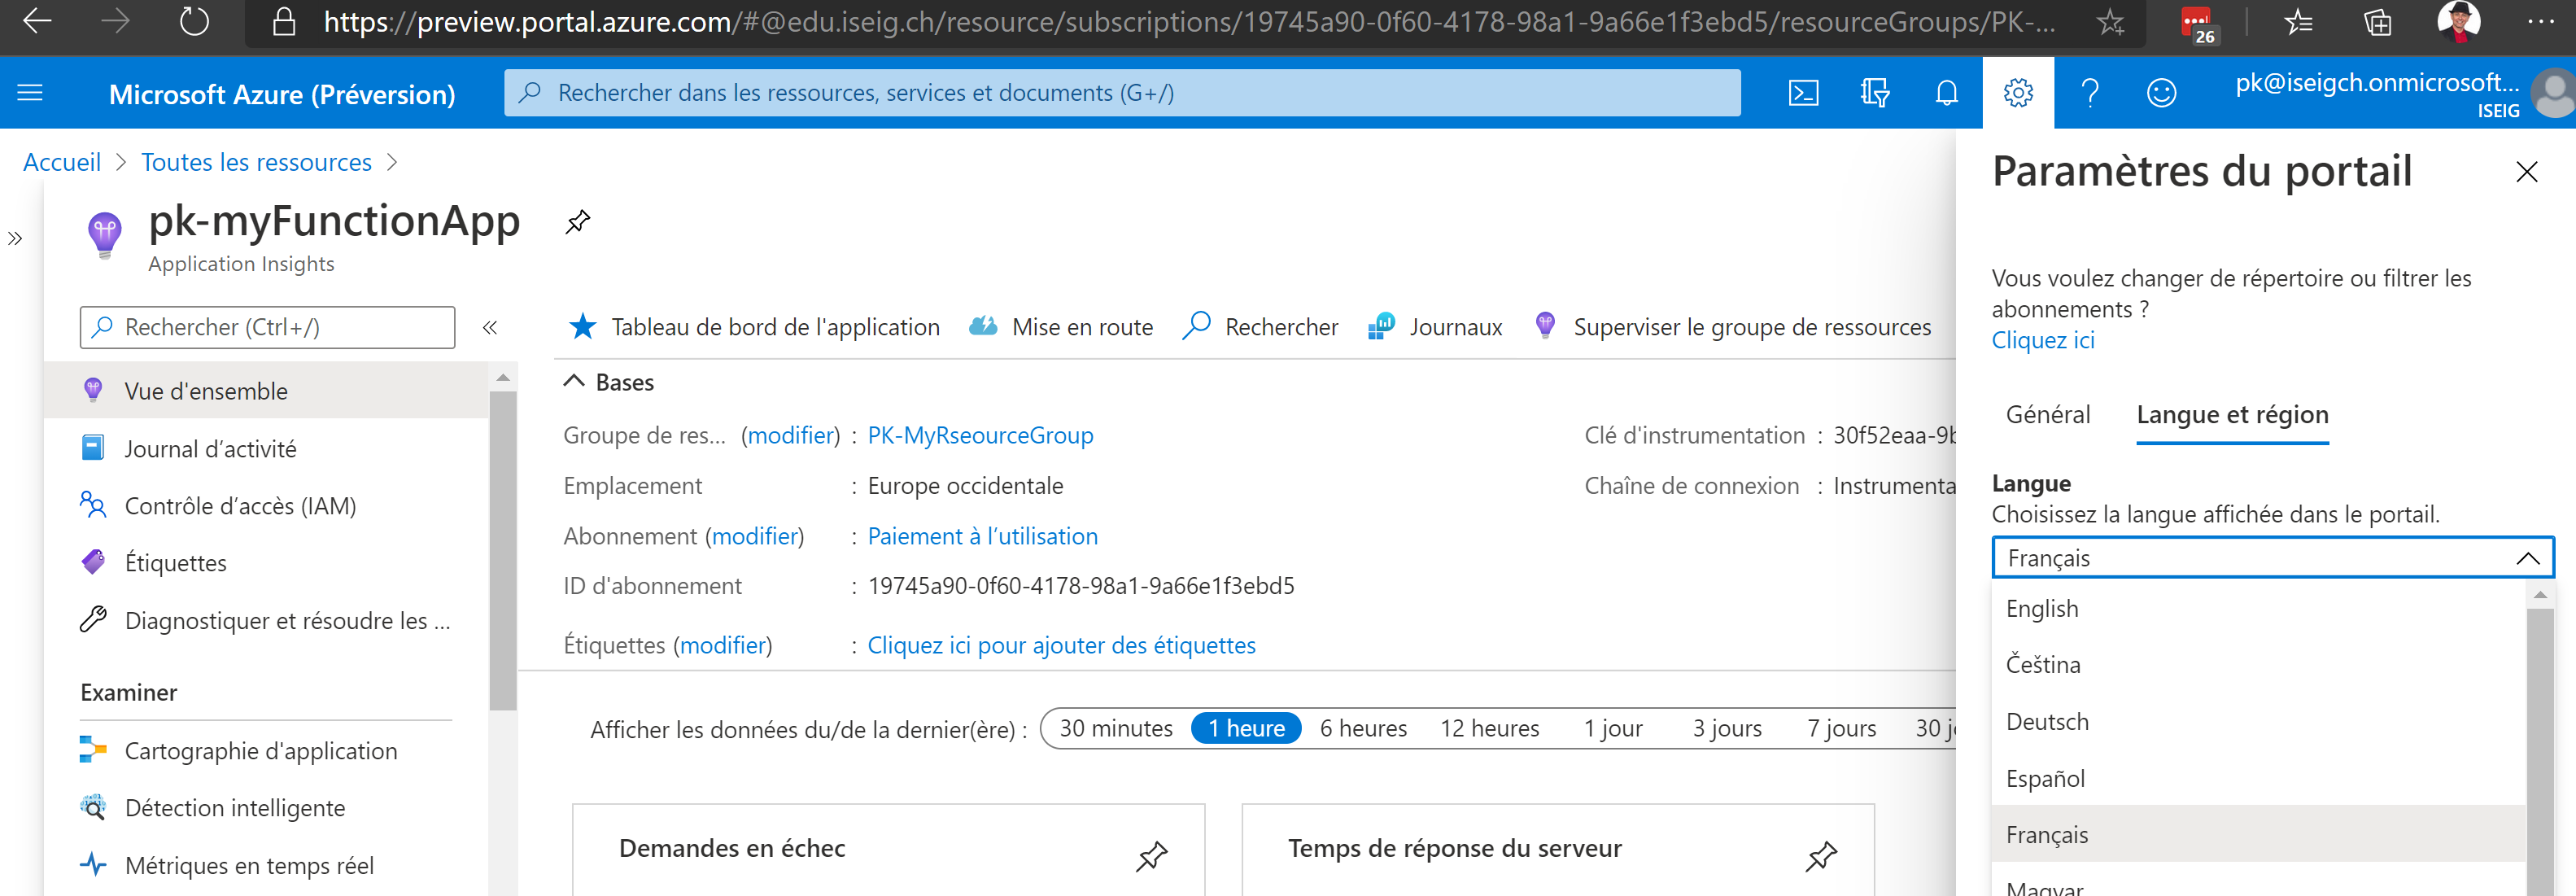 https://preview.portal.azure.com/#@edu.iseig.ch/resource/subscriptions/19745a90-0f60-4178-98a1-9a66e1f3ebd5/resourceGroups/PK-...
26
Microsoft Azure (Préversion)
Rechercher dans les ressources, services et documents (G+/)
pk@iseigch.onmicrosoft...
ISEIG
Accueil > Toutes les ressources >
pk-myFunctionApp
Application Insights
Rechercher (Ctrl+/)
Vue d'ensemble
Journal d’activité
Contrôle d’accès (IAM)
Étiquettes
Diagnostiquer et résoudre les ...
Examiner
Cartographie d'application
Détection intelligente
Métriques en temps réel
Tableau de bord de l'application
Mise en route
Rechercher
Journaux
Superviser le groupe de ressources
Bases
Groupe de res... (modifier) : PK-MyRseourceGroup
Emplacement : Europe occidentale
Abonnement (modifier) : Paiement à l’utilisation
ID d'abonnement : 19745a90-0f60-4178-98a1-9a66e1f3ebd5
Étiquettes (modifier) : Cliquez ici pour ajouter des étiquettes
Clé d'instrumentation : 30f52eaa-9b
Chaîne de connexion : Instrumenta
Afficher les données du/de la dernier(ère) : 30 minutes 1 heure 6 heures 12 heures 1 jour 3 jours 7 jours 30 jo
Demandes en échec
Temps de réponse du serveur
Paramètres du portail
Vous voulez changer de répertoire ou filtrer les
abonnements ?
Cliquez ici
Général
Langue et région
Langue
Choisissez la langue affichée dans le portail.
Français
English
Čeština
Deutsch
Español
Français
Magyar